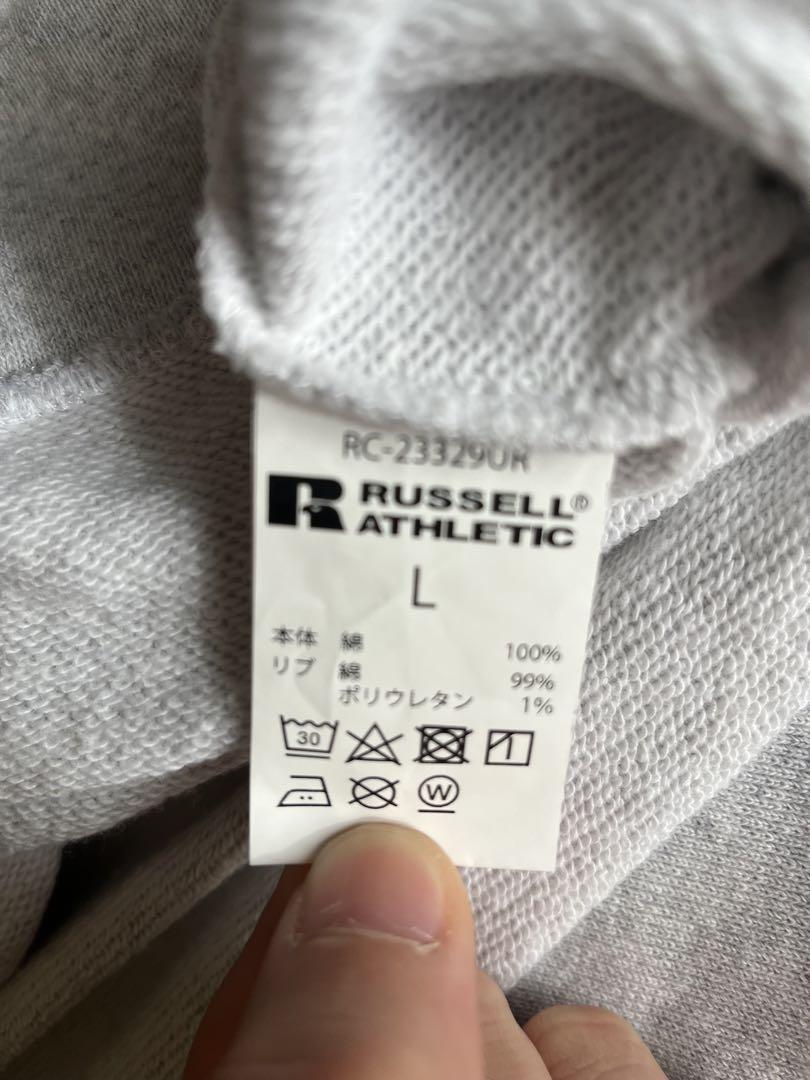 RC-23329UR
RUSSELL®
ATHLETIC
L
本体 綿 100%
リブ 綿 99%
ポリウレタン 1%
30
W